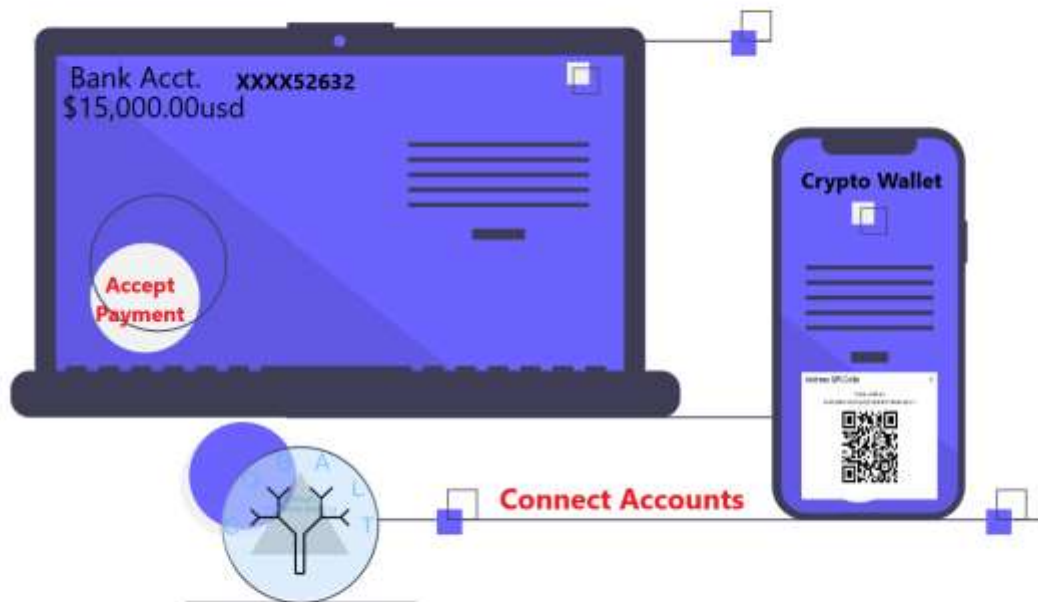 Bank Acct. XXXX52632
$15,000.00usd
Crypto Wallet
Accept
Payment
Connect Accounts